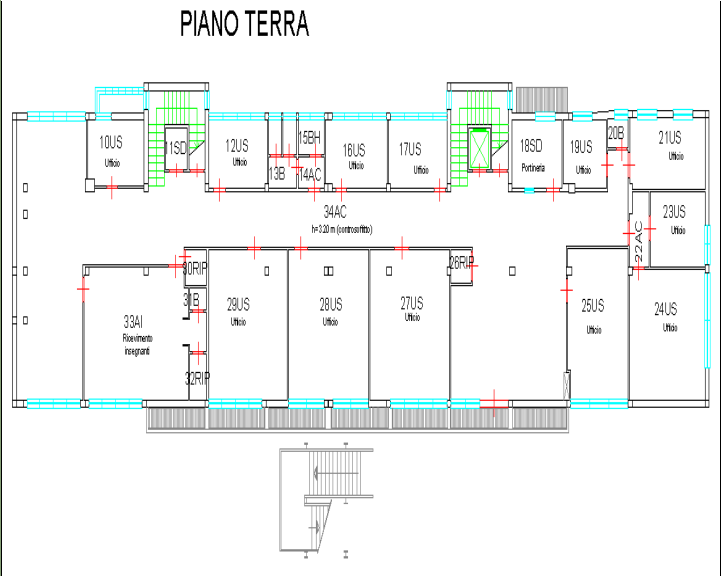 PIANO TERRA
10US
Ufficio
11SD
12US
Ufficio
13B
15BH
14AC
16US
Ufficio
17US
Ufficio
18SD
Portineria
19US
Ufficio
20B
21US
Ufficio
22AC
23US
Ufficio
34AC
h=3.20 m (controsoffitto)
30RIP
31B
32RIP
33AI
Ricevimento
insegnanti
29US
Ufficio
28US
Ufficio
27US
Ufficio
26RIP
25US
Ufficio
24US
Ufficio